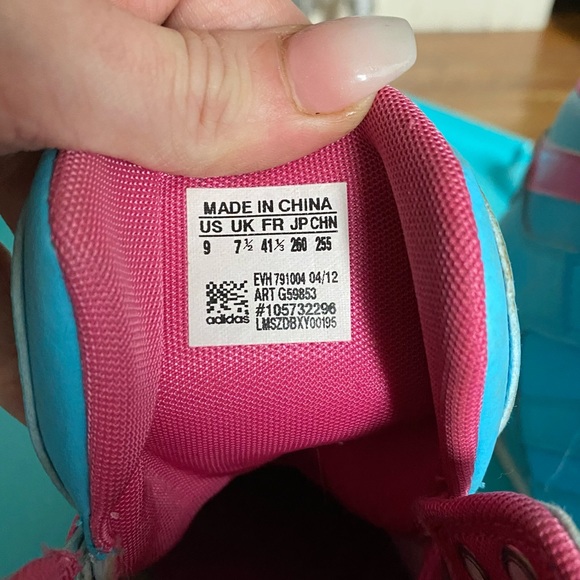 MADE IN CHINA
US UK FR JP CHN
9 7½ 41⅓ 260 255
EVH 791004 04/12
ART G59853
#105732296
adidas LMSZDBXY00195